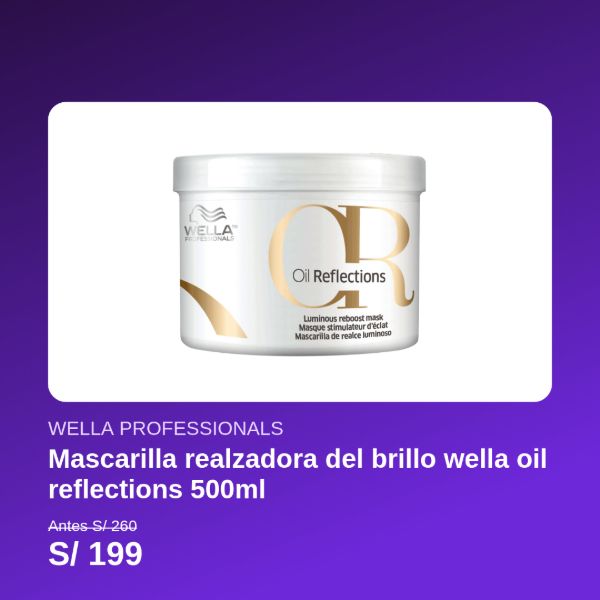 WELLA
PROFESSIONALS
OR
Oil Reflections
Luminous reboost mask
Masque stimulateur d'éclat
Mascarilla de realce luminoso
WELLA PROFESSIONALS
Mascarilla realzadora del brillo wella oil
reflections 500ml
Antes S/ 260
S/ 199